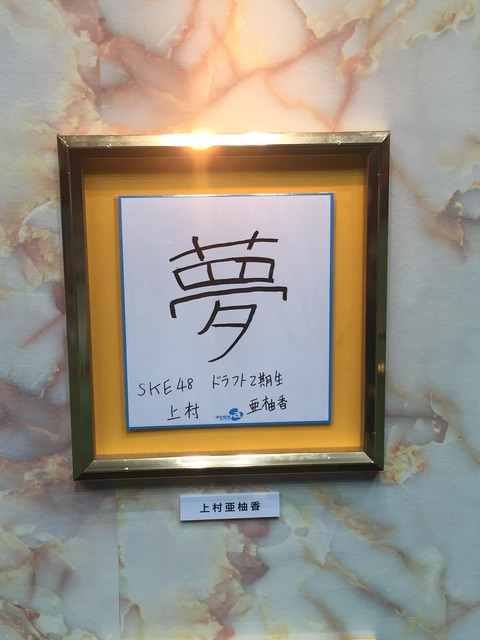 夢
SKE48 ドラフト2期生
上村 亜柚香
上村亜柚香